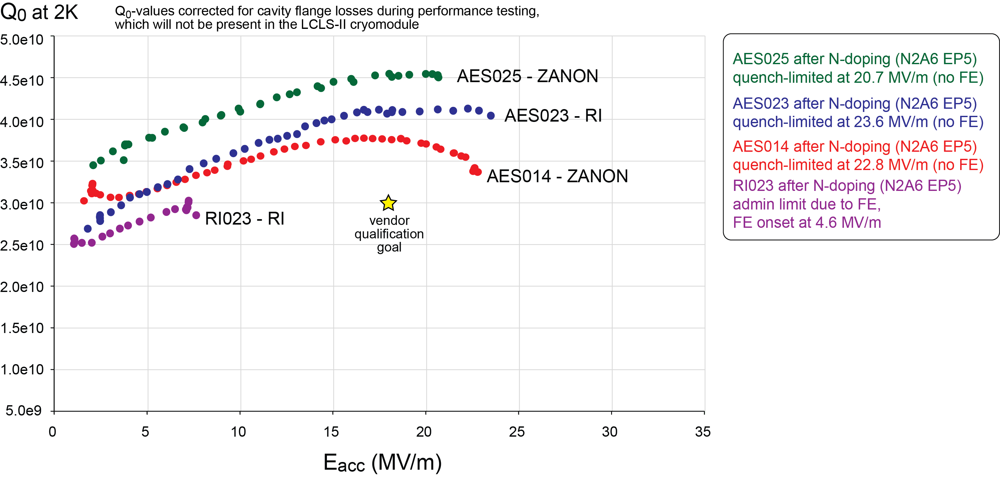 Q0 at 2K
Q0-values corrected for cavity flange losses during performance testing,
which will not be present in the LCLS-II cryomodule
5.0e10
4.5e10
4.0e10
3.5e10
3.0e10
2.5e10
2.0e10
1.5e10
1.0e10
5.0e9
0
5
10
15
20
25
30
35
Eacc (MV/m)
AES025 - ZANON
AES023 - RI
AES014 - ZANON
RI023 - RI
vendor
qualification
goal
AES025 after N-doping (N2A6 EP5)
quench-limited at 20.7 MV/m (no FE)
AES023 after N-doping (N2A6 EP5)
quench-limited at 23.6 MV/m (no FE)
AES014 after N-doping (N2A6 EP5)
quench-limited at 22.8 MV/m (no FE)
RI023 after N-doping (N2A6 EP5)
admin limit due to FE,
FE onset at 4.6 MV/m